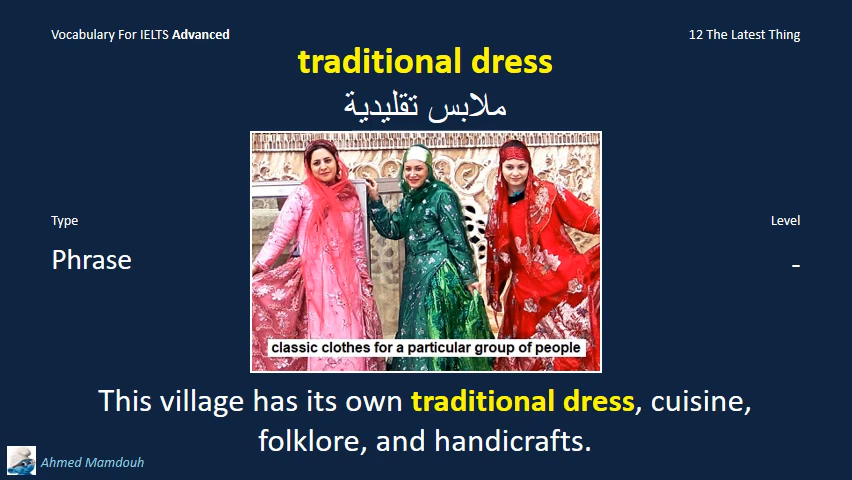 Vocabulary For IELTS Advanced
12 The Latest Thing
traditional dress
ملابس تقليدية
Type
Level
Phrase
-
classic clothes for a particular group of people
This village has its own traditional dress, cuisine,
folklore, and handicrafts.
Ahmed Mamdouh